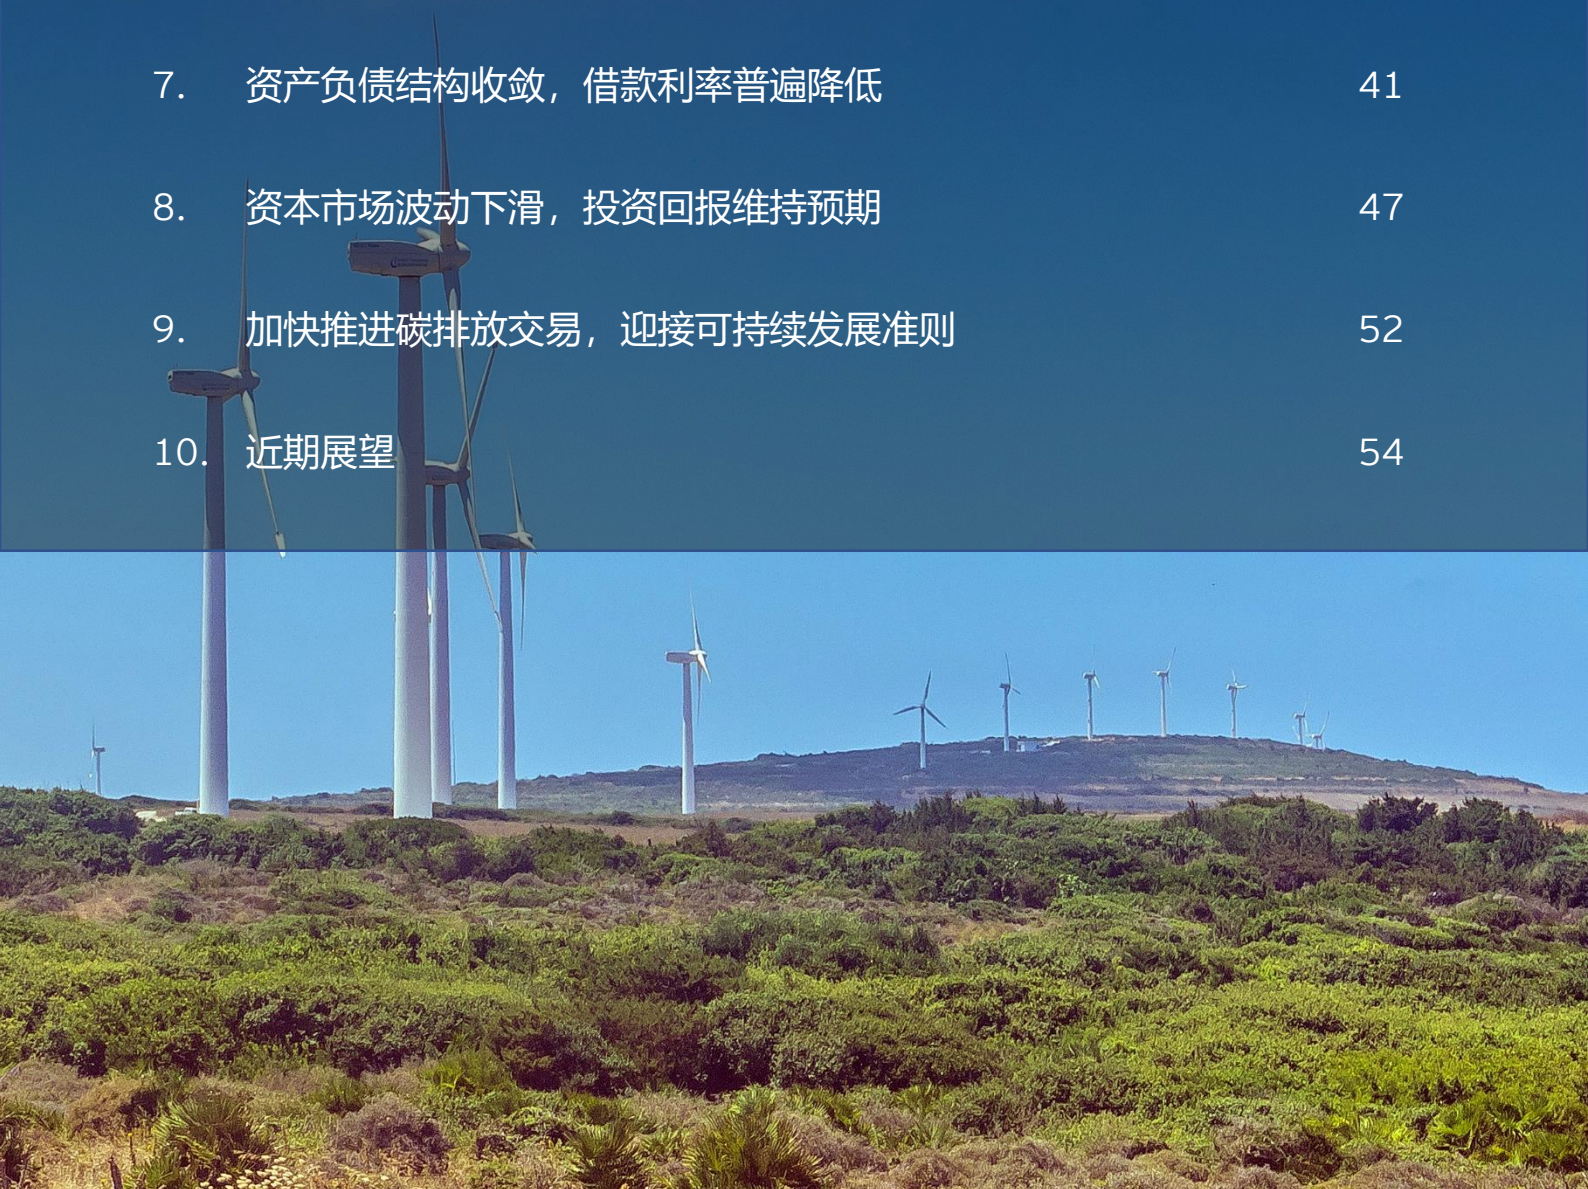 7. 资产负债结构收敛，借款利率普遍降低 41
8. 资本市场波动下滑，投资回报维持预期 47
9. 加快推进碳排放交易，迎接可持续发展准则 52
10. 近期展望 54